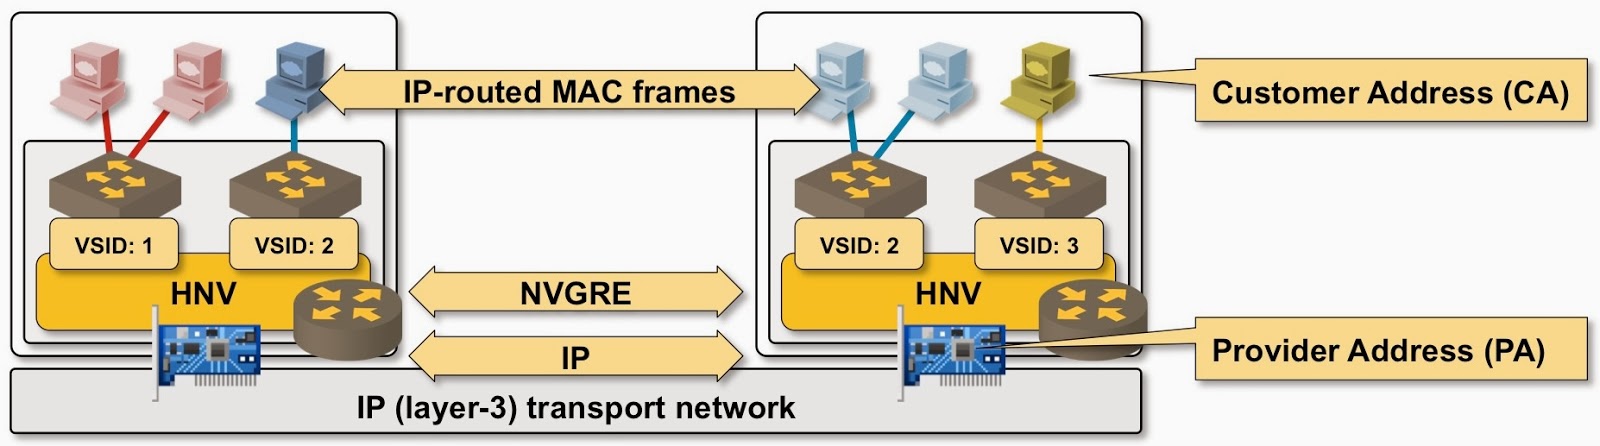 IP-routed MAC frames
Customer Address (CA)
VSID: 1
VSID: 2
VSID: 2
VSID: 3
HNV
NVGRE
HNV
IP
Provider Address (PA)
IP (layer-3) transport network